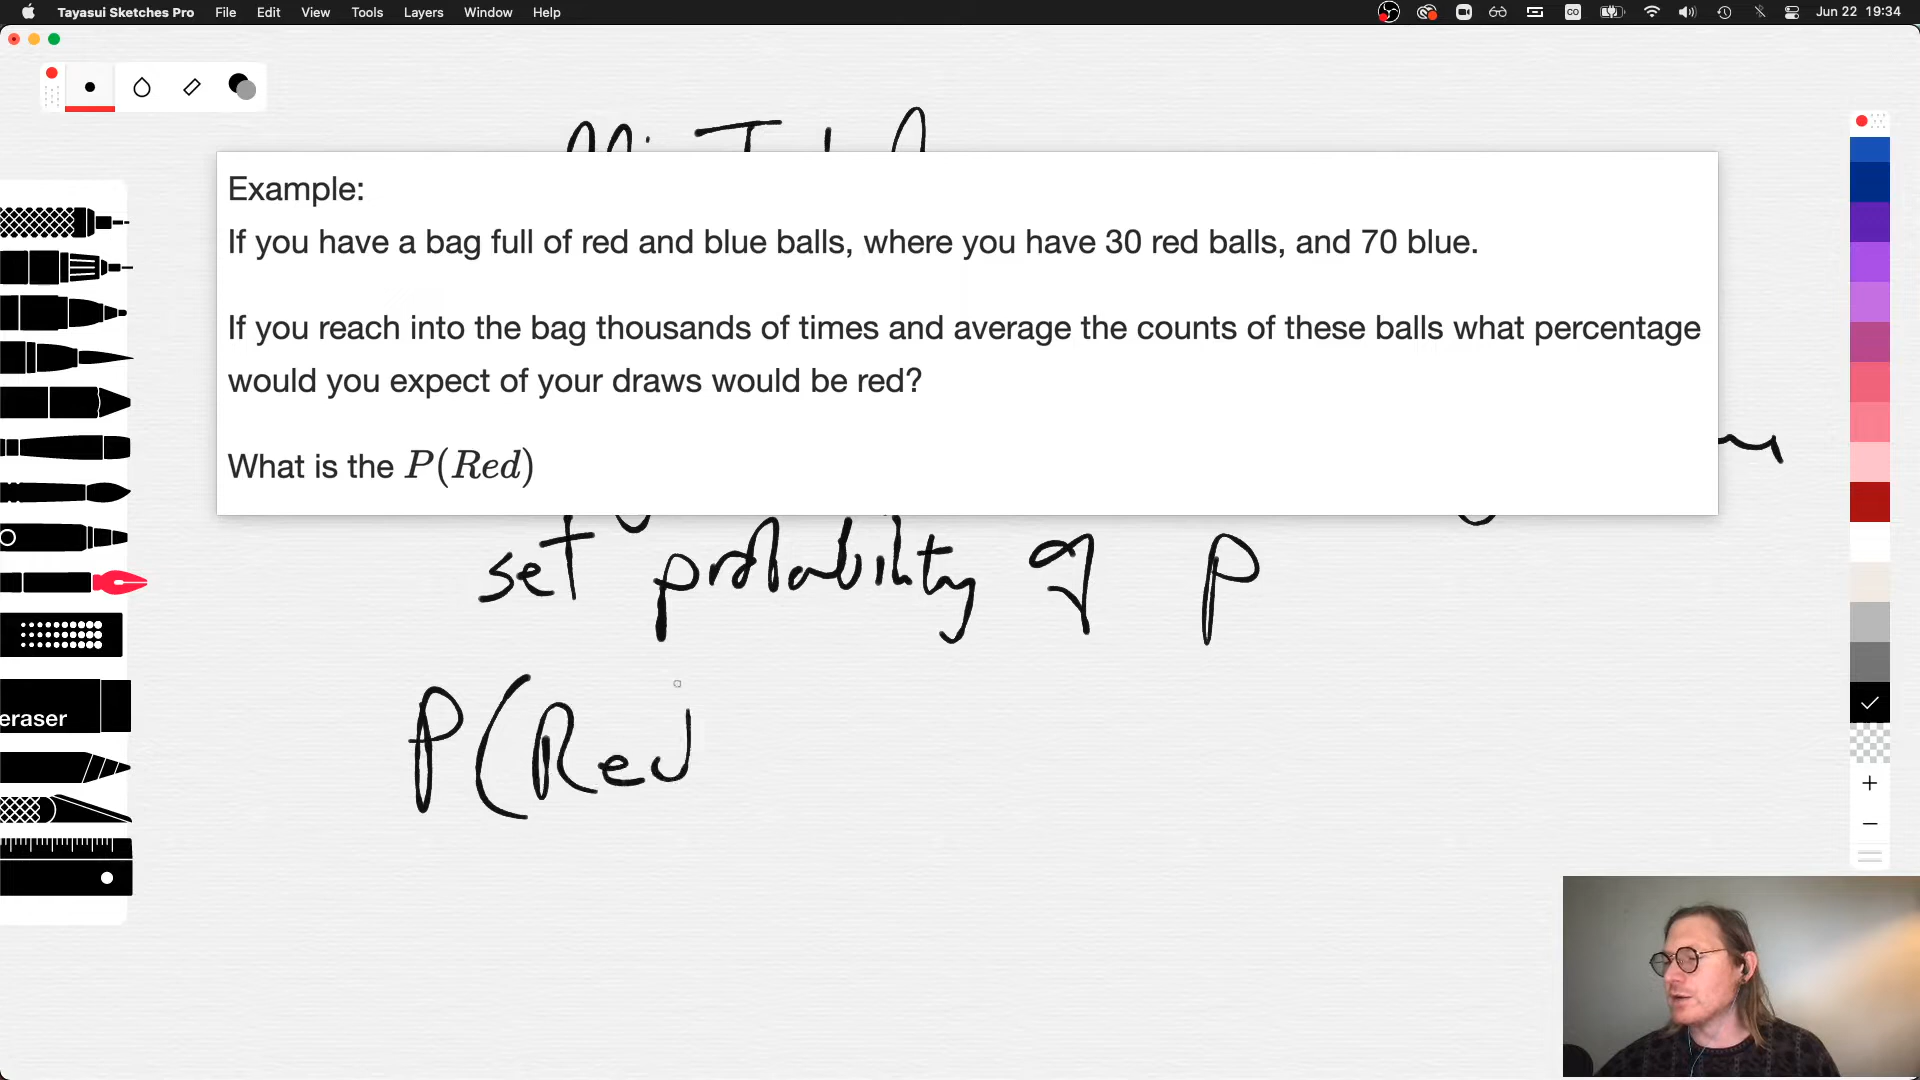 Tayasui Sketches Pro File Edit View Tools Layers Window Help Jun 22 19:34
Example:
If you have a bag full of red and blue balls, where you have 30 red balls, and 70 blue.
If you reach into the bag thousands of times and average the counts of these balls what percentage
would you expect of your draws would be red?
What is the P(Red)
set probability of p
P(Red
eraser